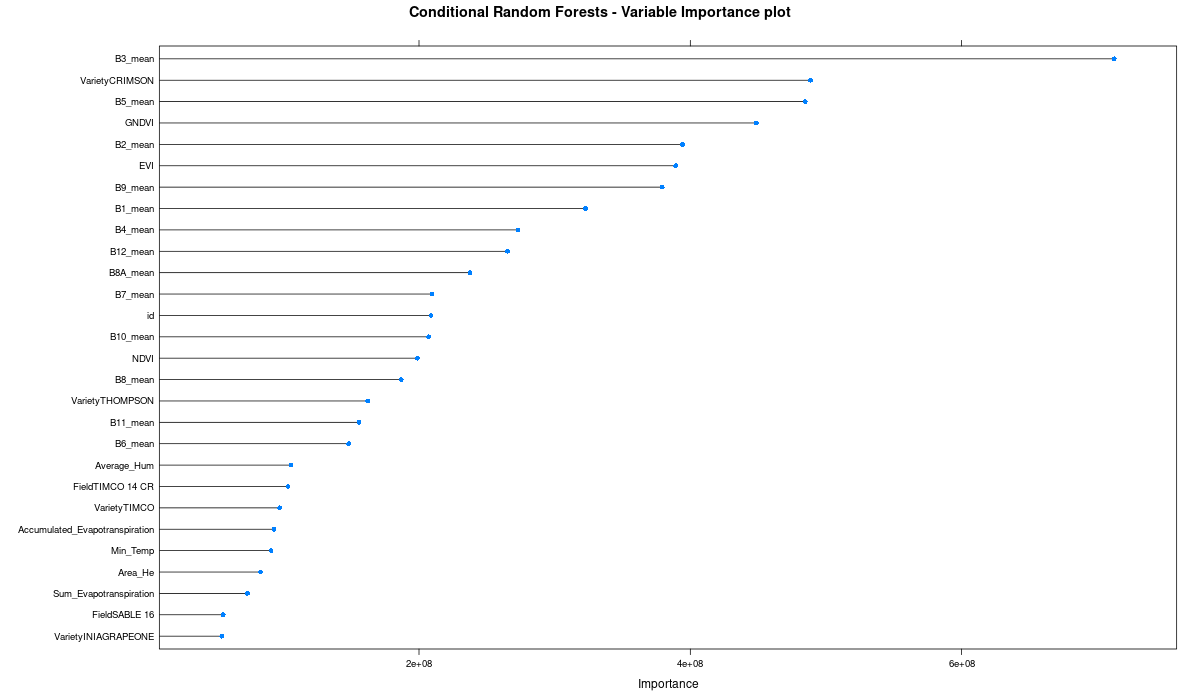 Conditional Random Forests - Variable Importance plot
B3_mean
VarietyCRIMSON
B5_mean
GNDVI
B2_mean
EVI
B9_mean
B1_mean
B4_mean
B12_mean
B8A_mean
B7_mean
id
B10_mean
NDVI
B8_mean
VarietyTHOMPSON
B11_mean
B6_mean
Average_Hum
FieldTIMCO 14 CR
VarietyTIMCO
Accumulated_Evapotranspiration
Min_Temp
Area_He
Sum_Evapotranspiration
FieldSABLE 16
VarietyINIAGRAPEONE
2e+08 4e+08 6e+08
Importance